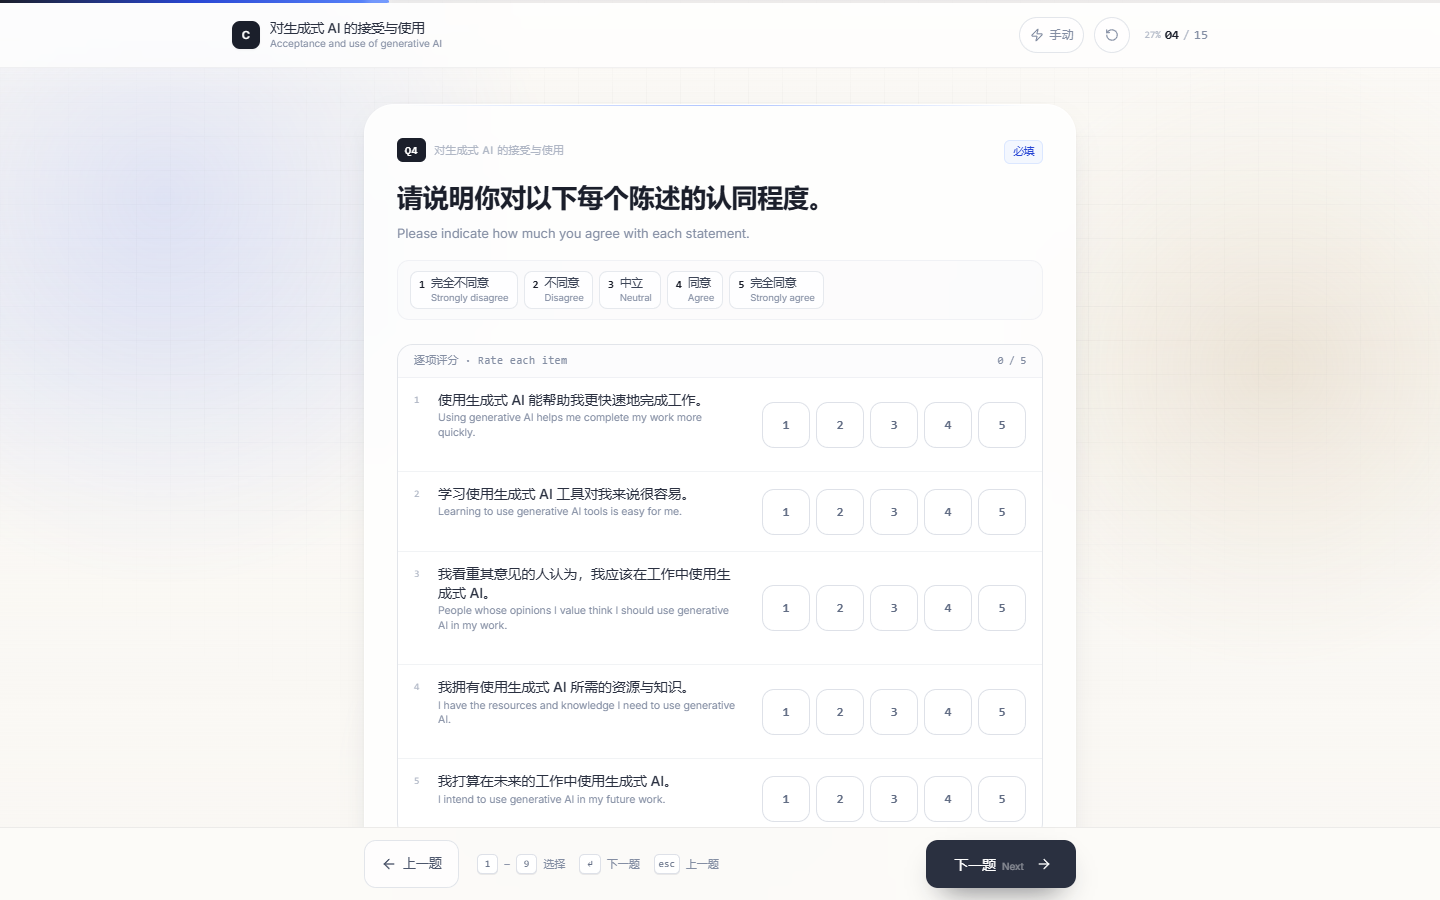 C
对生成式 AI 的接受与使用
Acceptance and use of generative AI
手动
27% 04 / 15
Q4 对生成式 AI 的接受与使用
必填
请说明你对以下每个陈述的认同程度。
Please indicate how much you agree with each statement.
1 完全不同意 2 不同意 3 中立 4 同意 5 完全同意
Strongly disagree Disagree Neutral Agree Strongly agree
逐项评分 · Rate each item 0 / 5
1 使用生成式 AI 能帮助我更快速地完成工作。
Using generative AI helps me complete my work more
quickly.
1 2 3 4 5
2 学习使用生成式 AI 工具对我来说很容易。
Learning to use generative AI tools is easy for me.
1 2 3 4 5
3 我看重其意见的人认为，我应该在工作中使用生
成式 AI。
People whose opinions I value think I should use generative
AI in my work.
1 2 3 4 5
4 我拥有使用生成式 AI 所需的资源与知识。
I have the resources and knowledge I need to use generative
AI.
1 2 3 4 5
5 我打算在未来的工作中使用生成式 AI。
I intend to use generative AI in my future work.
1 2 3 4 5
← 上一题 1 – 9 选择 ↵ 下一题 esc 上一题 下一题 Next →